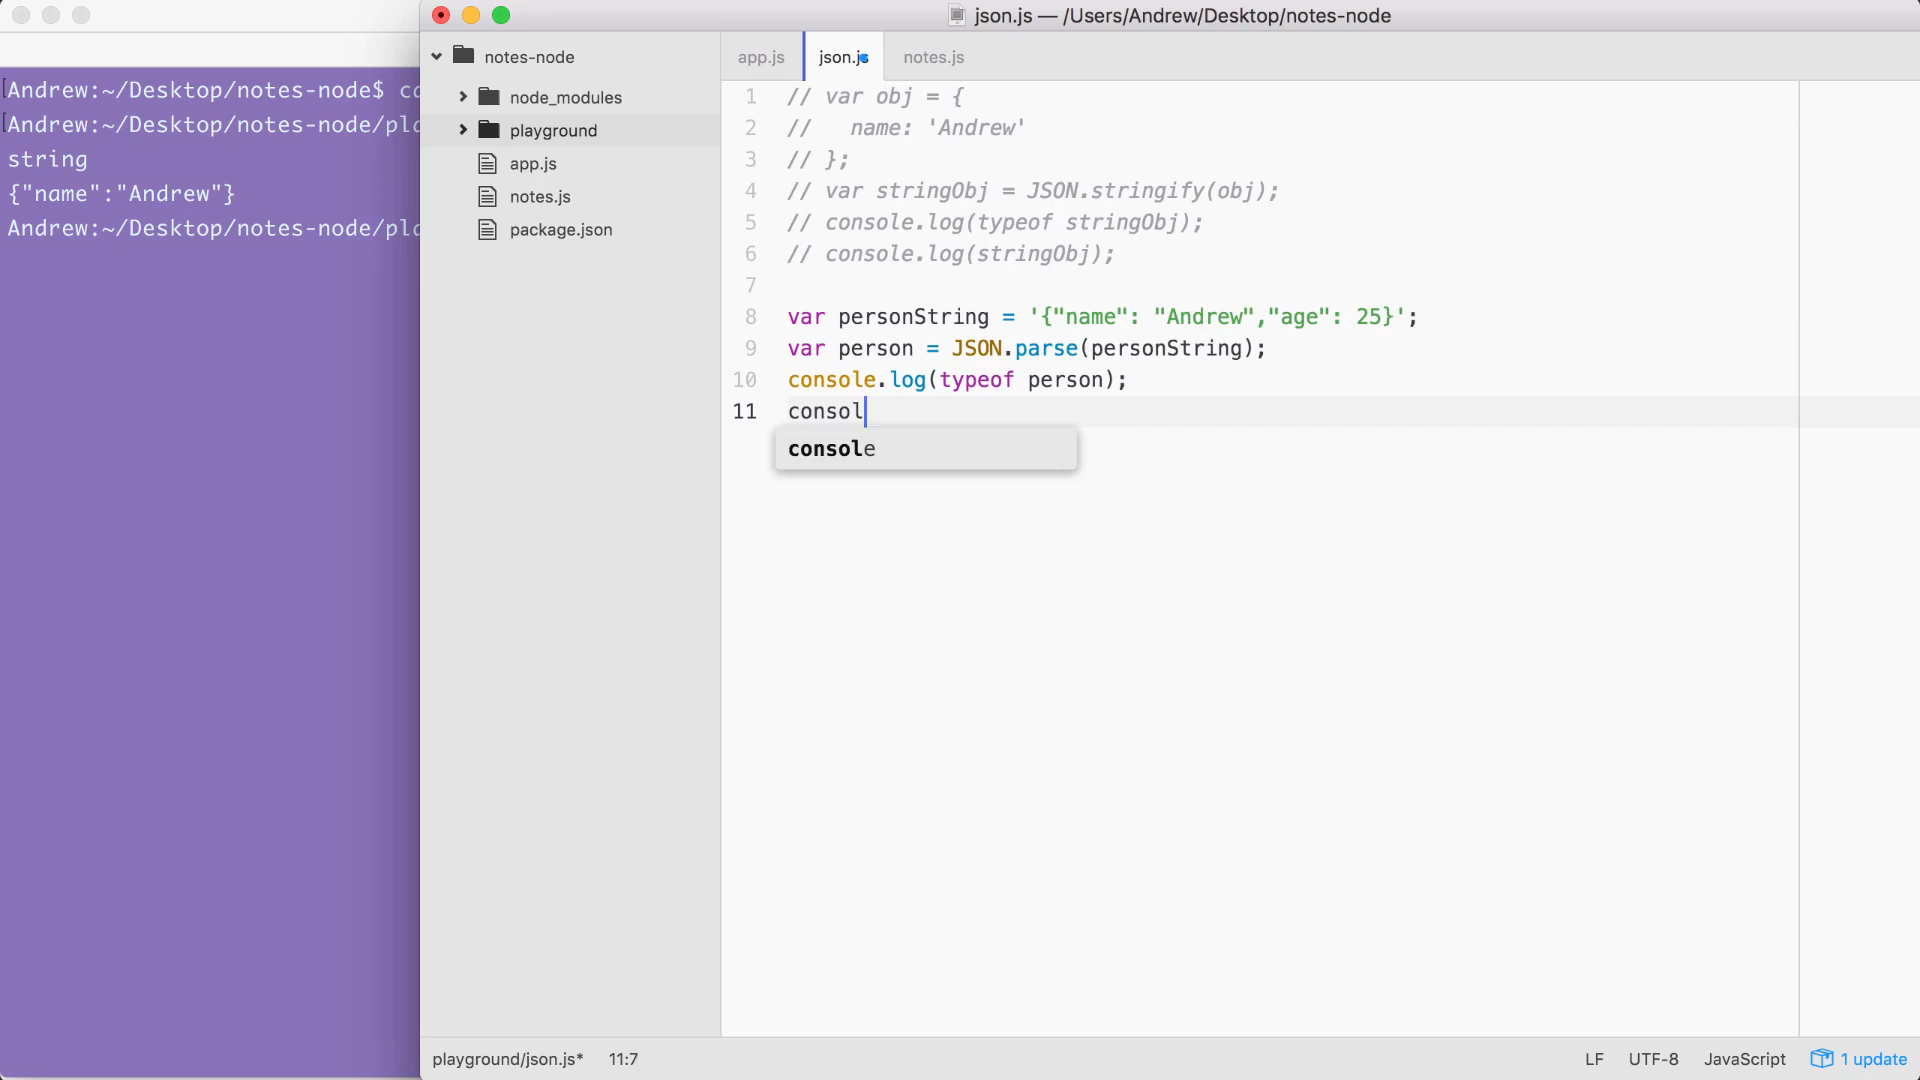 json.js — /Users/Andrew/Desktop/notes-node
Andrew:~/Desktop/notes-node$
Andrew:~/Desktop/notes-node/
string
{"name":"Andrew"}
Andrew:~/Desktop/notes-node/
notes-node
node_modules
playground
app.js
notes.js
package.json
app.js
json.js
notes.js
1 // var obj = {
2 //   name: 'Andrew'
3 // };
4 // var stringObj = JSON.stringify(obj);
5 // console.log(typeof stringObj);
6 // console.log(stringObj);
7
8 var personString = '{"name": "Andrew","age": 25}';
9 var person = JSON.parse(personString);
10 console.log(typeof person);
11 consol
console
playground/json.js* 11:7
LF UTF-8 JavaScript 1 update